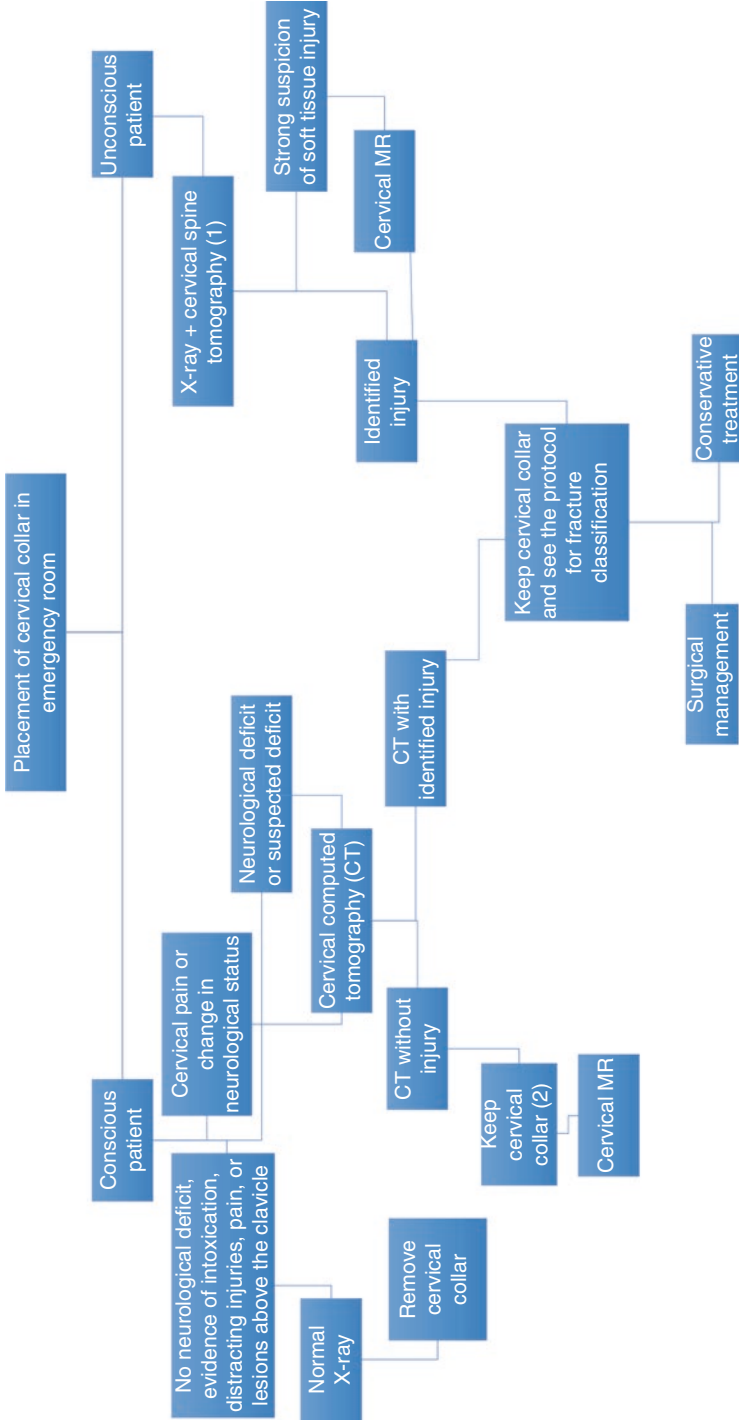 Placement of cervical collar in
emergency room
Conscious
patient
Unconscious
patient
No neurological deficit,
evidence of intoxication,
distracting injuries, pain, or
lesions above the clavicle
Cervical pain or
change in
neurological status
Neurological deficit
or suspected deficit
X-ray + cervical spine
tomography (1)
Normal
X-ray
Cervical computed
tomography (CT)
Strong suspicion
of soft tissue injury
Remove
cervical
collar
CT without
injury
CT with
identified injury
Identified
injury
Cervical MR
Keep
cervical
collar (2)
Keep cervical collar
and see the protocol
for fracture
classification
Cervical MR
Surgical
management
Conservative
treatment